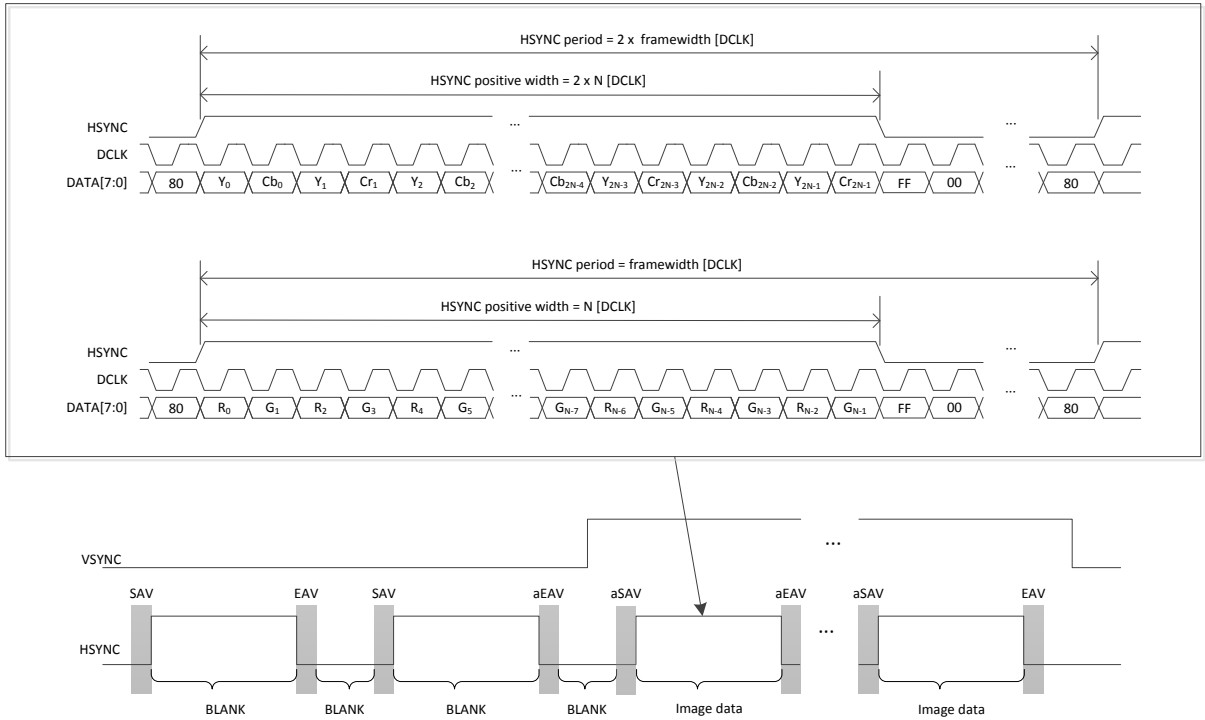 HSYNC period = 2 x framewidth [DCLK]
HSYNC positive width = 2 x N [DCLK]
HSYNC ... ...
DCLK ...
DATA[7:0] 80 Y0 Cb0 Y1 Cr1 Y2 Cb2 ... Cb2N-4 Y2N-3 Cr2N-3 Y2N-2 Cb2N-2 Y2N-1 Cr2N-1 FF 00 ... 80
HSYNC period = framewidth [DCLK]
HSYNC positive width = N [DCLK]
HSYNC ... ...
DCLK ...
DATA[7:0] 80 R0 G1 R2 G3 R4 G5 ... GN-7 RN-6 GN-5 RN-4 GN-3 RN-2 GN-1 FF 00 ... 80
VSYNC ...
SAV EAV SAV aEAV aSAV aEAV aSAV EAV
HSYNC ...
BLANK BLANK BLANK BLANK Image data Image data